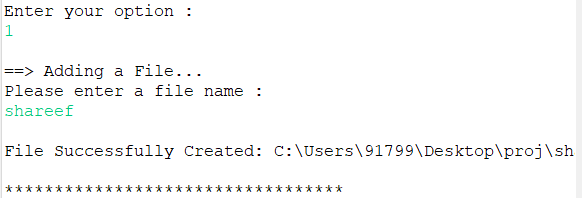 Enter your option :
1
==> Adding a File...
Please enter a file name :
shareef
File Successfully Created: C:\Users\91799\Desktop\proj\sh
**********************************